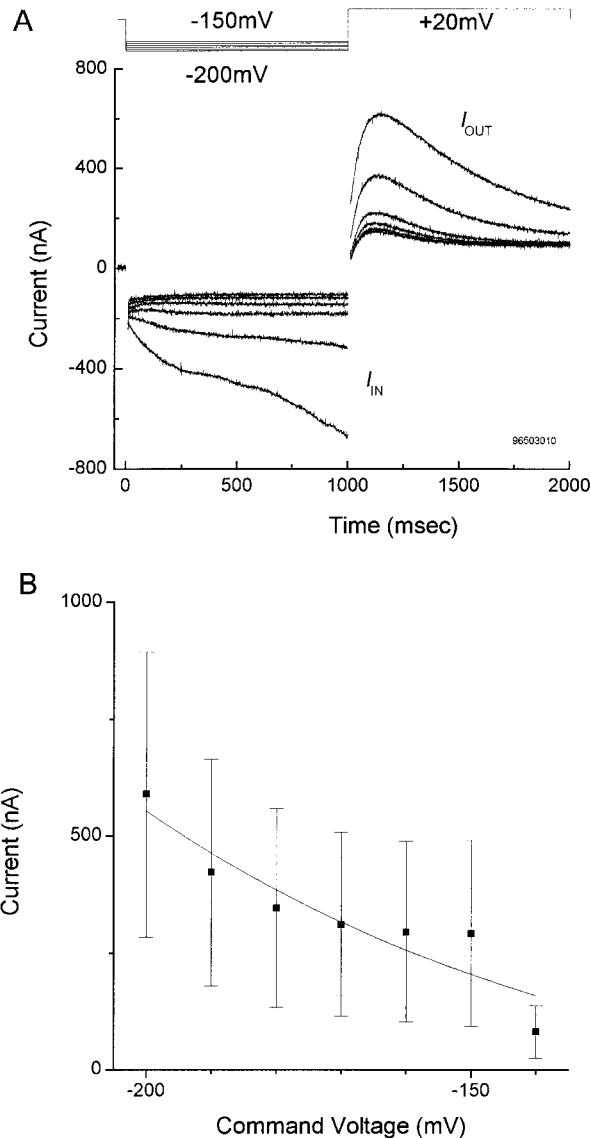 A
-150mV
+20mV
-200mV
800
400
0
-400
-800
Current (nA)
I OUT
I IN
96503010
0
500
1000
1500
2000
Time (msec)
B
1000
500
0
Current (nA)
-200
-150
Command Voltage (mV)